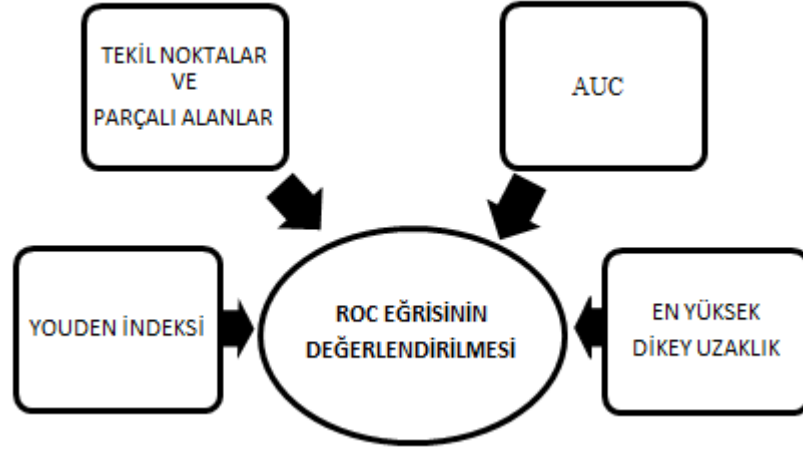 TEKİL NOKTALAR
VE
PARÇALI ALANLAR
AUC
YOUDEN İNDEKSİ
ROC EĞRİSİNİN
DEĞERLENDİRİLMESİ
EN YÜKSEK
DİKEY UZAKLIK